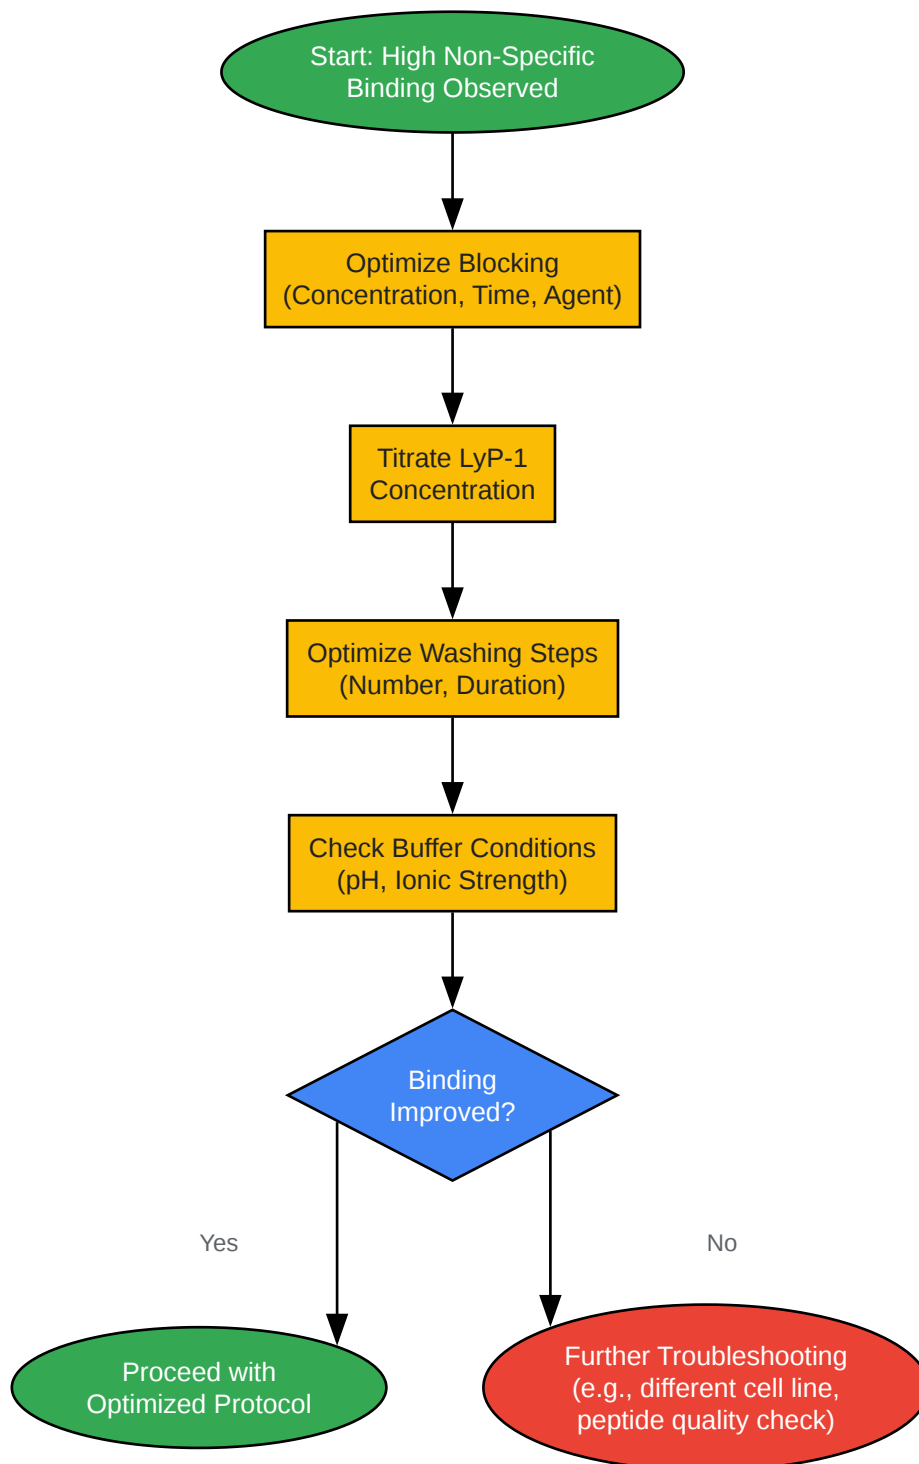 Start: High Non-Specific
Binding Observed
Optimize Blocking
(Concentration, Time, Agent)
Titrate LyP-1
Concentration
Optimize Washing Steps
(Number, Duration)
Check Buffer Conditions
(pH, Ionic Strength)
Binding
Improved?
Yes
No
Proceed with
Optimized Protocol
Further Troubleshooting
(e.g., different cell line,
peptide quality check)